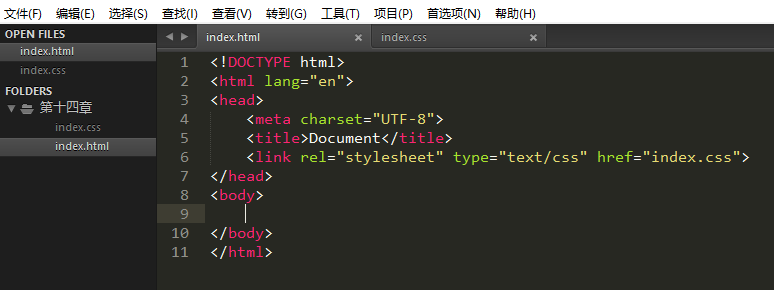 文件(F) 编辑(E) 选择(S) 查找(I) 查看(V) 转到(G) 工具(T) 项目(P) 首选项(N) 帮助(H)
OPEN FILES
index.html
index.css
FOLDERS
第十四章
index.css
index.html
index.html × index.css ×
1 <!DOCTYPE html>
2 <html lang="en">
3 <head>
4 <meta charset="UTF-8">
5 <title>Document</title>
6 <link rel="stylesheet" type="text/css" href="index.css">
7 </head>
8 <body>
9
10 </body>
11 </html>